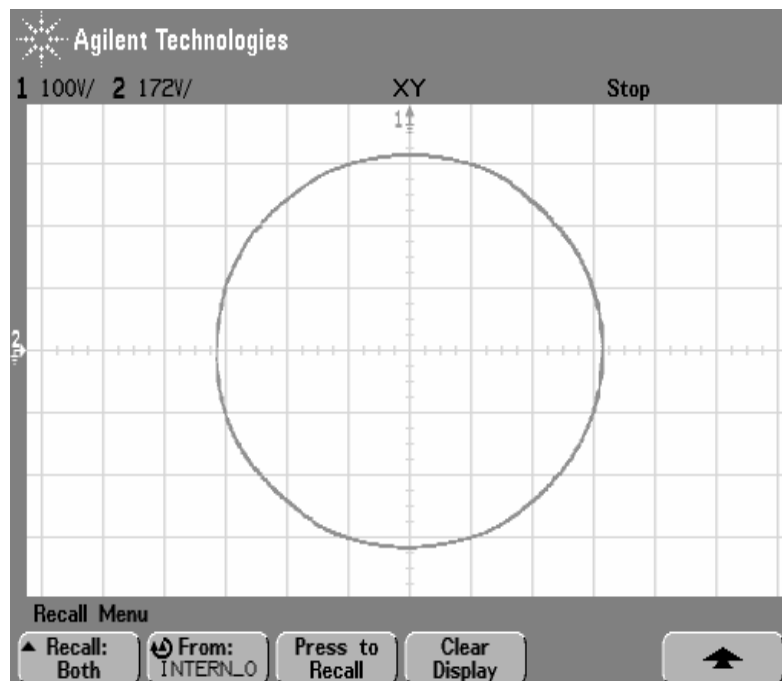 Agilent Technologies
1 100V/ 2 172V/ XY Stop
1
2
Recall Menu
Recall: From: Press to Clear
Both INTERN_0 Recall Display